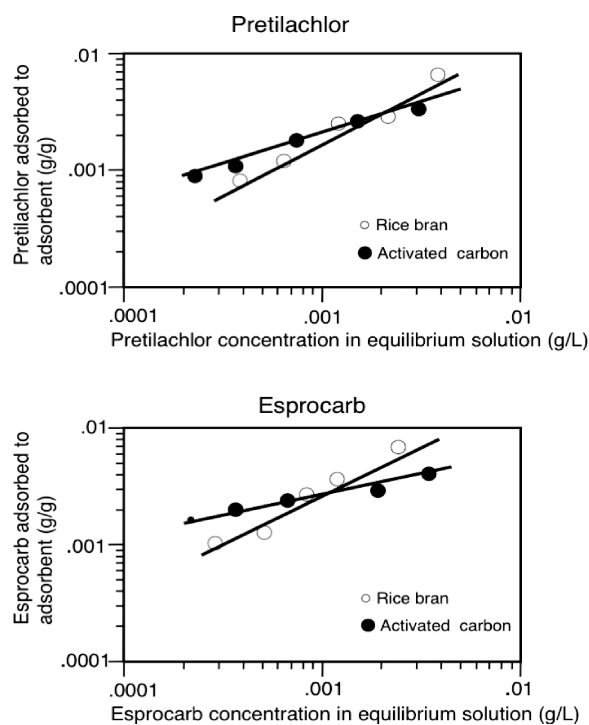 Pretilachlor
.01
Pretilachlor adsorbed to
adsorbent (g/g)
.001
Rice bran
Activated carbon
.0001
.0001 .001 .01
Pretilachlor concentration in equilibrium solution (g/L)
Esprocarb
.01
Esprocarb adsorbed to
adsorbent (g/g)
.001
Rice bran
Activated carbon
.0001
.0001 .001 .01
Esprocarb concentration in equilibrium solution (g/L)